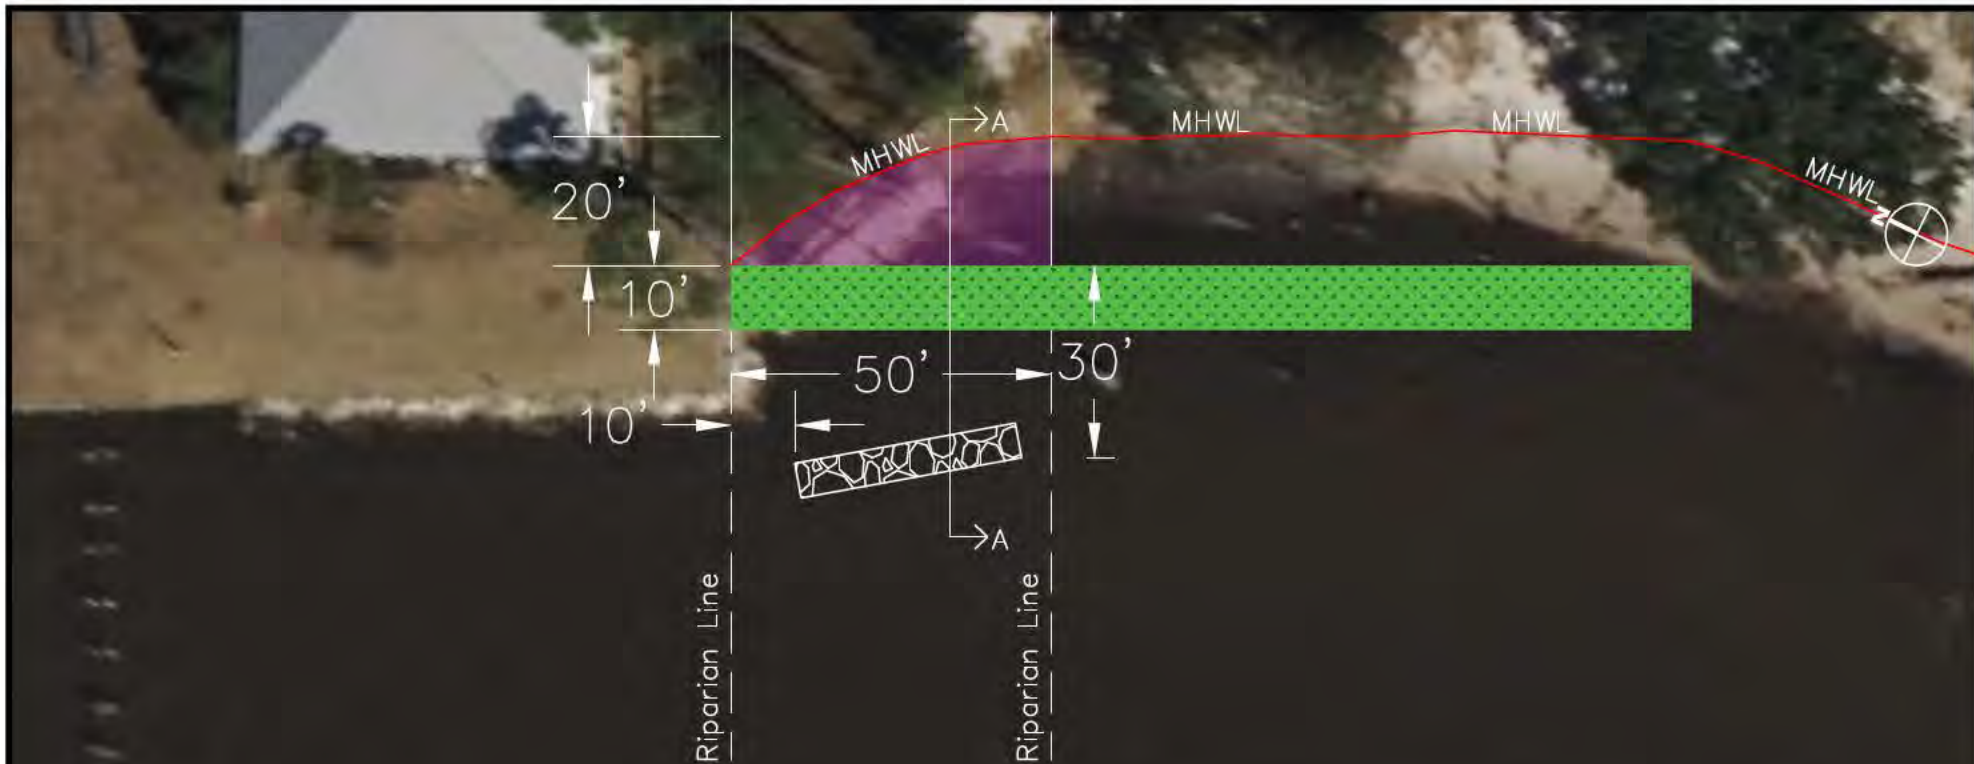 A
MHWL
MHWL
MHWL
MHWL
N
20'
10'
50'
30'
10'
A
Riparian Line
Riparian Line